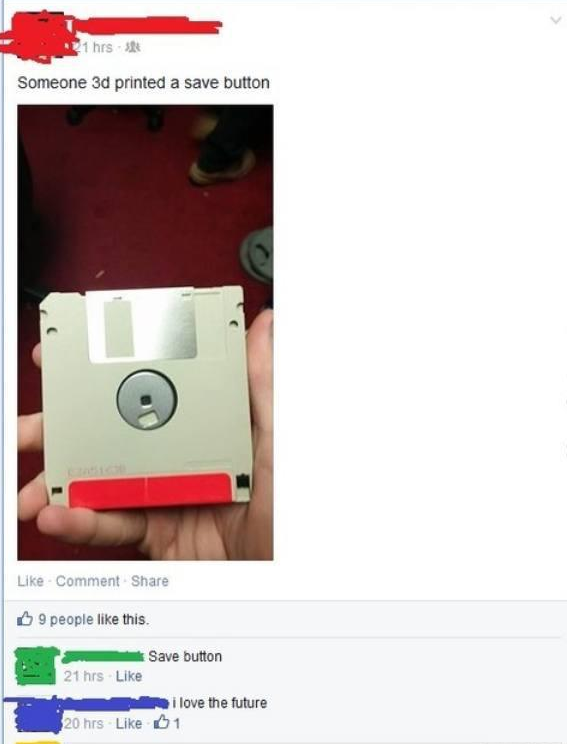 21 hrs ·
Someone 3d printed a save button
Like · Comment · Share
9 people like this.
Save button
21 hrs · Like
i love the future
20 hrs · Like · 1